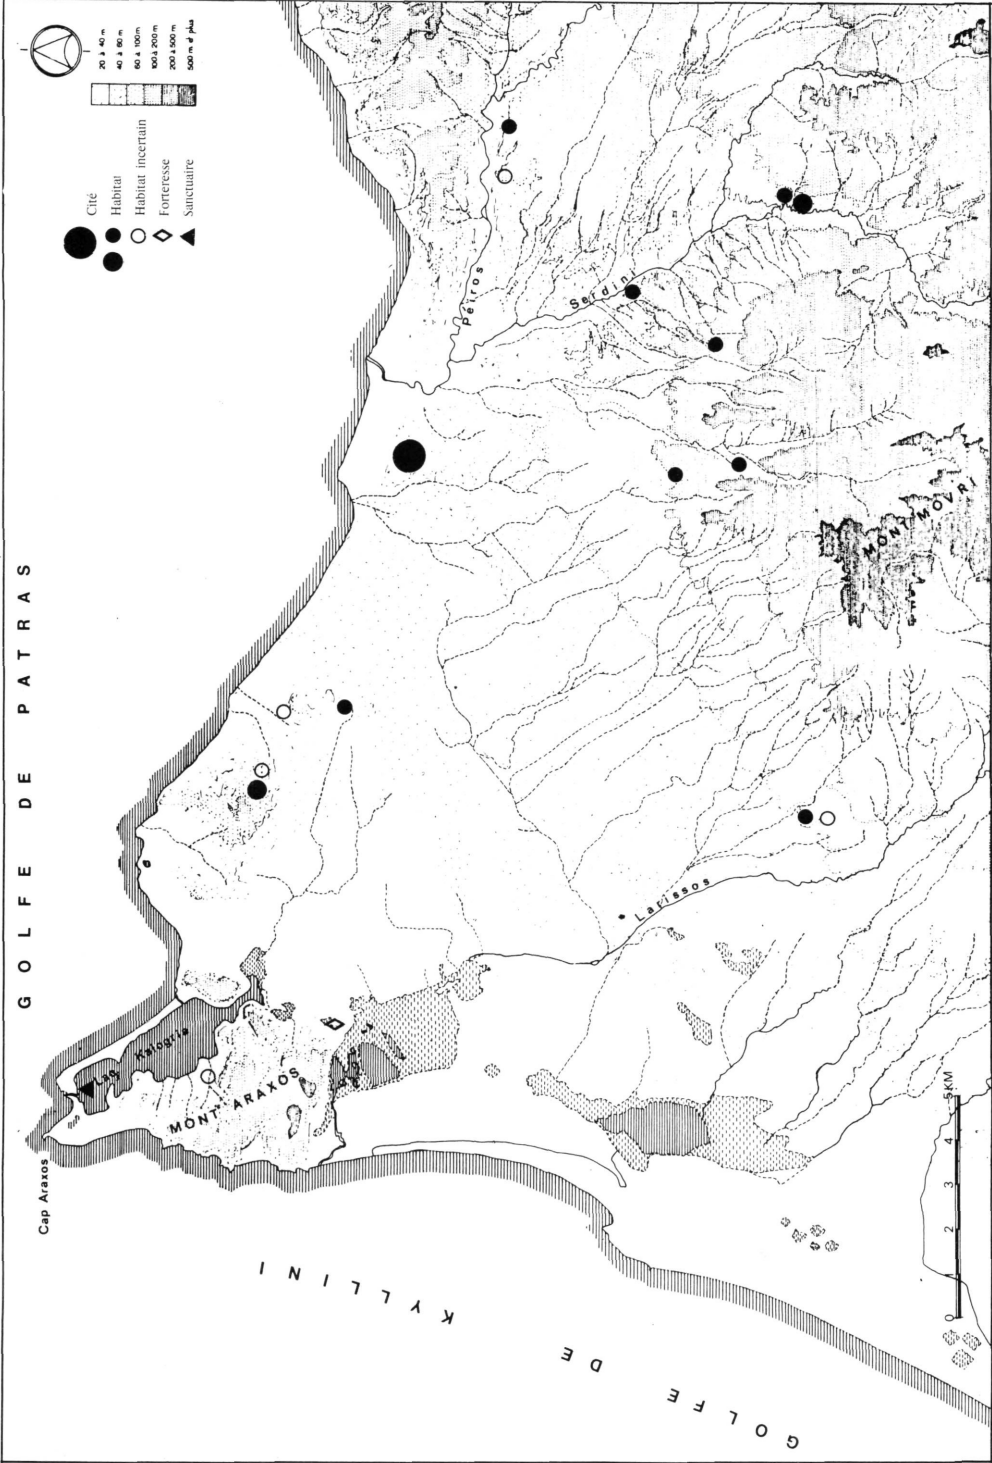 GOLFE DE PATRAS
20 à 40 m
40 à 60 m
60 à 100 m
100 à 200 m
200 à 500 m
500 m et plus
Cité
Habitat
Habitat incertain
Forteresse
Sanctuaire
Cap Araxos
Lag. Kalogria
MONT ARAXOS
Péiros
Serdini
Larissos
MONT MOVRI
GOLFE DE KYLLINI
0 1 2 3 4 5KM